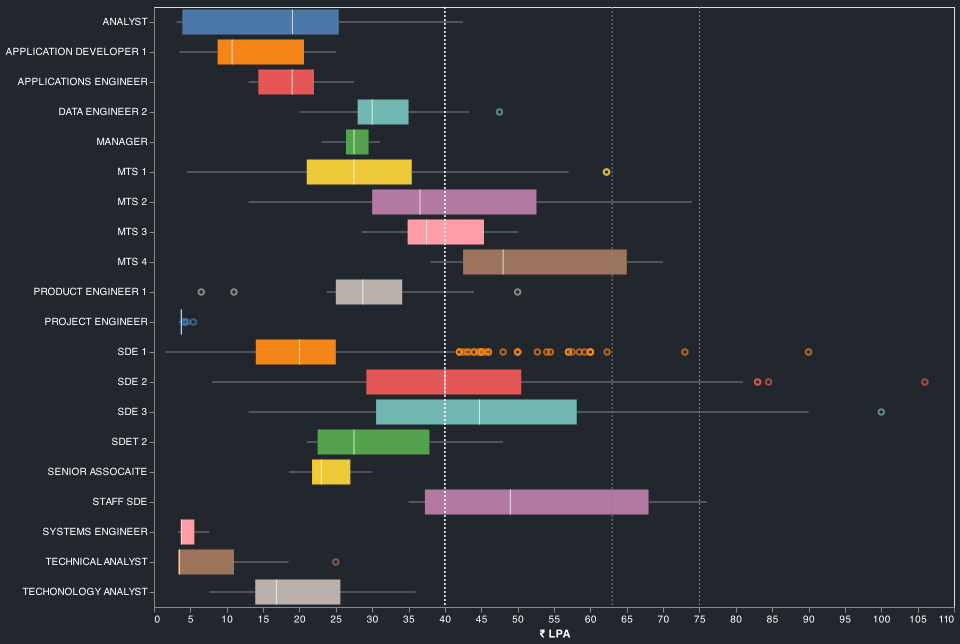 ANALYST
APPLICATION DEVELOPER 1
APPLICATIONS ENGINEER
DATA ENGINEER 2
MANAGER
MTS 1
MTS 2
MTS 3
MTS 4
PRODUCT ENGINEER 1
PROJECT ENGINEER
SDE 1
SDE 2
SDE 3
SDET 2
SENIOR ASSOCAITE
STAFF SDE
SYSTEMS ENGINEER
TECHNICAL ANALYST
TECHONOLOGY ANALYST
0 5 10 15 20 25 30 35 40 45 50 55 60 65 70 75 80 85 90 95 100 105 110
₹ LPA